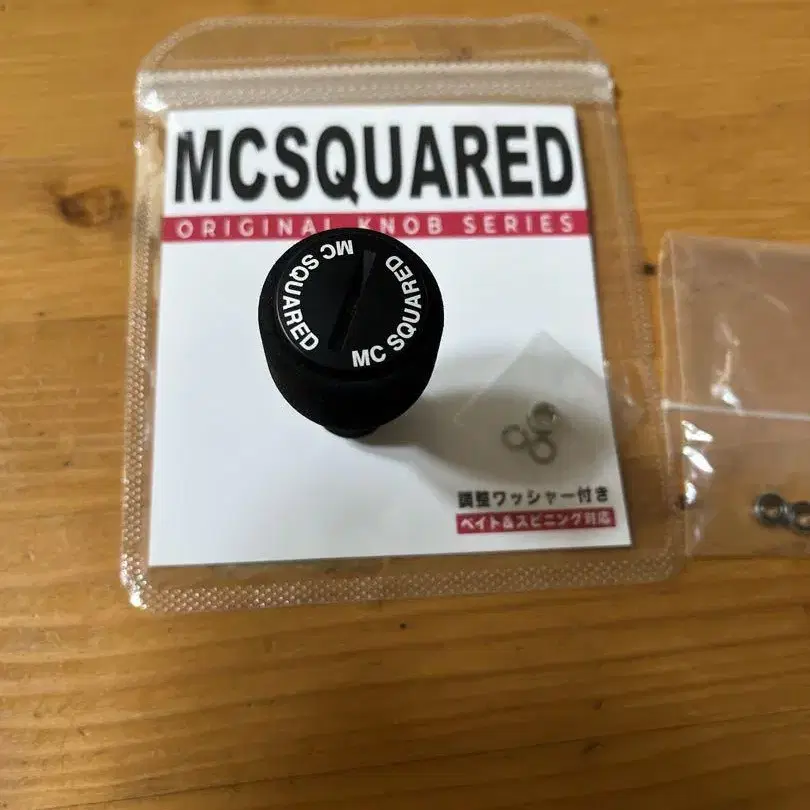 MCSQUARED
ORIGINAL KNOB SERIES
MC SQUARED
MC SQUARED
調整ワッシャー付き
ベイト&スピニング対応